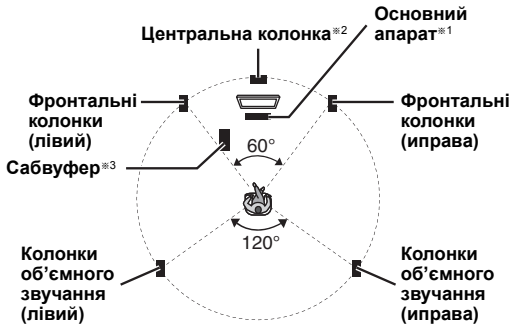 Основний
апарат※1
Центральна колонка※2
Фронтальні
колонки
(лівий)
Фронтальні
колонки
(иправа)
Сабвуфер※3
60°
120°
Колонки
об'ємного
звучання
(лівий)
Колонки
об'ємного
звучання
(иправа)